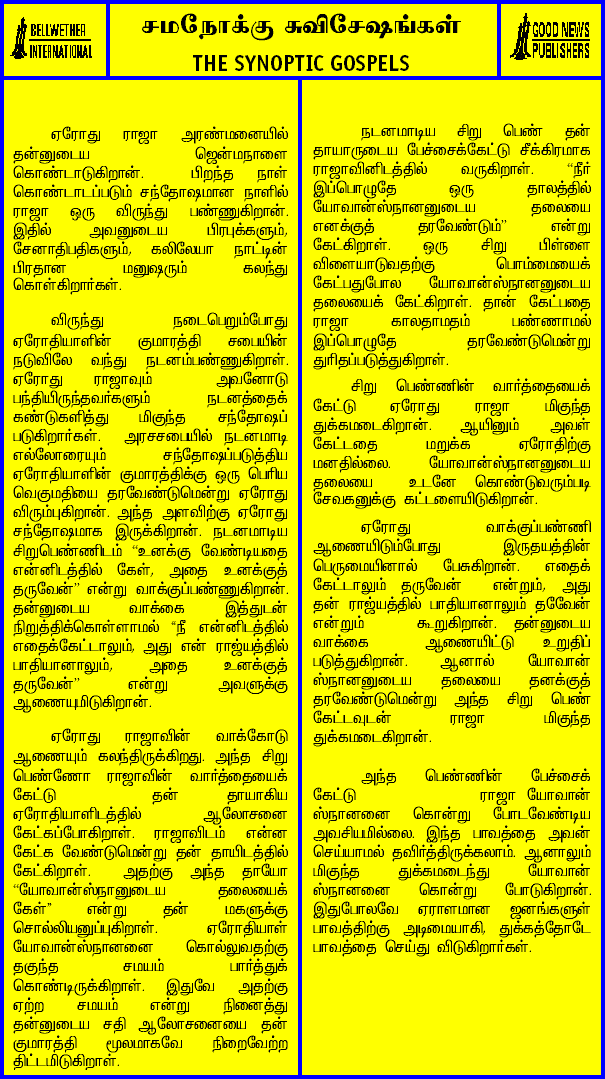 BELLWETHER
INTERNATIONAL
சமநோக்கு சுவிசேஷங்கள்
THE SYNOPTIC GOSPELS
GOOD NEWS
PUBLISHERS
ஏரோது ராஜா அரண்மனையில்
தன்னுடைய ஜென்மநாளை
கொண்டாடுகிறான். பிறந்த நாள்
கொண்டாடப்படும் சந்தோஷமான நாளில்
ராஜா ஒரு விருந்து பண்ணுகிறான்.
இதில் அவனுடைய பிரபுக்களும்,
சேனாதிபதிகளும், கலிலேயா நாட்டின்
பிரதான மனுஷரும் கலந்து
கொள்கிறார்கள்.
விருந்து நடைபெறும்போது
ஏரோதியாளின் குமாரத்தி சபையின்
நடுவிலே வந்து நடனம்பண்ணுகிறாள்.
ஏரோது ராஜாவும் அவனோடு
பந்தியிருந்தவர்களும் நடனத்தைக்
கண்டுகளித்து மிகுந்த சந்தோஷப்
படுகிறார்கள். அரசசபையில் நடனமாடி
எல்லோரையும் சந்தோஷப்படுத்திய
ஏரோதியாளின் குமாரத்திக்கு ஒரு பெரிய
வெகுமதியை தரவேண்டுமென்று ஏரோது
விரும்புகிறான். அந்த அளவிற்கு ஏரோது
சந்தோஷமாக இருக்கிறான். நடனமாடிய
சிறுபெண்ணிடம் “உனக்கு வேண்டியதை
என்னிடத்தில் கேள், அதை உனக்குத்
தருவேன்” என்று வாக்குப்பண்ணுகிறான்.
தன்னுடைய வாக்கை இத்துடன்
நிறுத்திக்கொள்ளாமல் “நீ என்னிடத்தில்
எதைக்கேட்டாலும், அது என் ராஜ்யத்தில்
பாதியானாலும், அதை உனக்குத்
தருவேன்” என்று அவளுக்கு
ஆணையுமிடுகிறான்.
ஏரோது ராஜாவின் வாக்கோடு
ஆணையும் கலந்திருக்கிறது. அந்த சிறு
பெண்ணோ ராஜாவின் வார்த்தையைக்
கேட்டு தன் தாயாகிய
ஏரோதியாளிடத்தில் ஆலோசனை
கேட்கப்போகிறாள். ராஜாவிடம் என்ன
கேட்க வேண்டுமென்று தன் தாயிடத்தில்
கேட்கிறாள். அதற்கு அந்த தாயோ
“யோவான்ஸ்நானுடைய தலையைக்
கேள்” என்று தன் மகளுக்கு
சொல்லியனுப்புகிறாள். ஏரோதியாள்
யோவான்ஸ்நானனை கொல்லுவதற்கு
தகுந்த சமயம் பார்த்துக்
கொண்டிருக்கிறாள். இதுவே அதற்கு
ஏற்ற சமயம் என்று நினைத்து
தன்னுடைய சதி ஆலோசனையை தன்
குமாரத்தி மூலமாகவே நிறைவேற்ற
திட்டமிடுகிறாள்.
நடனமாடிய சிறு பெண் தன்
தாயாருடைய பேச்சைக்கேட்டு சீக்கிரமாக
ராஜாவினிடத்தில் வருகிறாள். “நீர்
இப்பொழுதே ஒரு தாலத்தில்
யோவான்ஸ்நானனுடைய தலையை
எனக்குத் தரவேண்டும்” என்று
கேட்கிறாள். ஒரு சிறு பிள்ளை
விளையாடுவதற்கு பொம்மையைக்
கேட்பதுபோல யோவான்ஸ்நானனுடைய
தலையைக் கேட்கிறாள். தான் கேட்பதை
ராஜா காலதாமதம் பண்ணாமல்
இப்பொழுதே தரவேண்டுமென்று
துரிதப்படுத்துகிறாள்.
சிறு பெண்ணின் வார்த்தையைக்
கேட்டு ஏரோது ராஜா மிகுந்த
துக்கமடைகிறான். ஆயினும் அவள்
கேட்டதை மறுக்க ஏரோதிற்கு
மனதில்லை. யோவான்ஸ்நானனுடைய
தலையை உடனே கொண்டுவரும்படி
சேவகனுக்கு கட்டளையிடுகிறான்.
ஏரோது வாக்குப்பண்ணி
ஆணையிடும்போது இருதயத்தின்
பெருமையினால் பேசுகிறான். எதைக்
கேட்டாலும் தருவேன் என்றும், அது
தன் ராஜ்யத்தில் பாதியானாலும் தவேேன்
என்றும் கூறுகிறான். தன்னுடைய
வாக்கை ஆணையிட்டு உறுதிப்
படுத்துகிறான். ஆனால் யோவான்
ஸ்நானனுடைய தலையை தனக்குத்
தரவேண்டுமென்று அந்த சிறு பெண்
கேட்டவுடன் ராஜா மிகுந்த
துக்கமடைகிறான்.
அந்த பெண்ணின் பேச்சைக்
கேட்டு ராஜா யோவான்
ஸ்நானனை கொன்று போடவேண்டிய
அவசியமில்லை. இந்த பாவத்தை அவன்
செய்யாமல் தவிர்த்திருக்கலாம். ஆனாலும்
மிகுந்த துக்கமடைந்து யோவான்
ஸ்நானனை கொன்று போடுகிறான்.
இதுபோலவே ஏராளமான ஜனங்களுள்
பாவத்திற்கு அடிமையாகி, துக்கத்தோடே
பாவத்தை செய்து விடுகிறார்கள்.